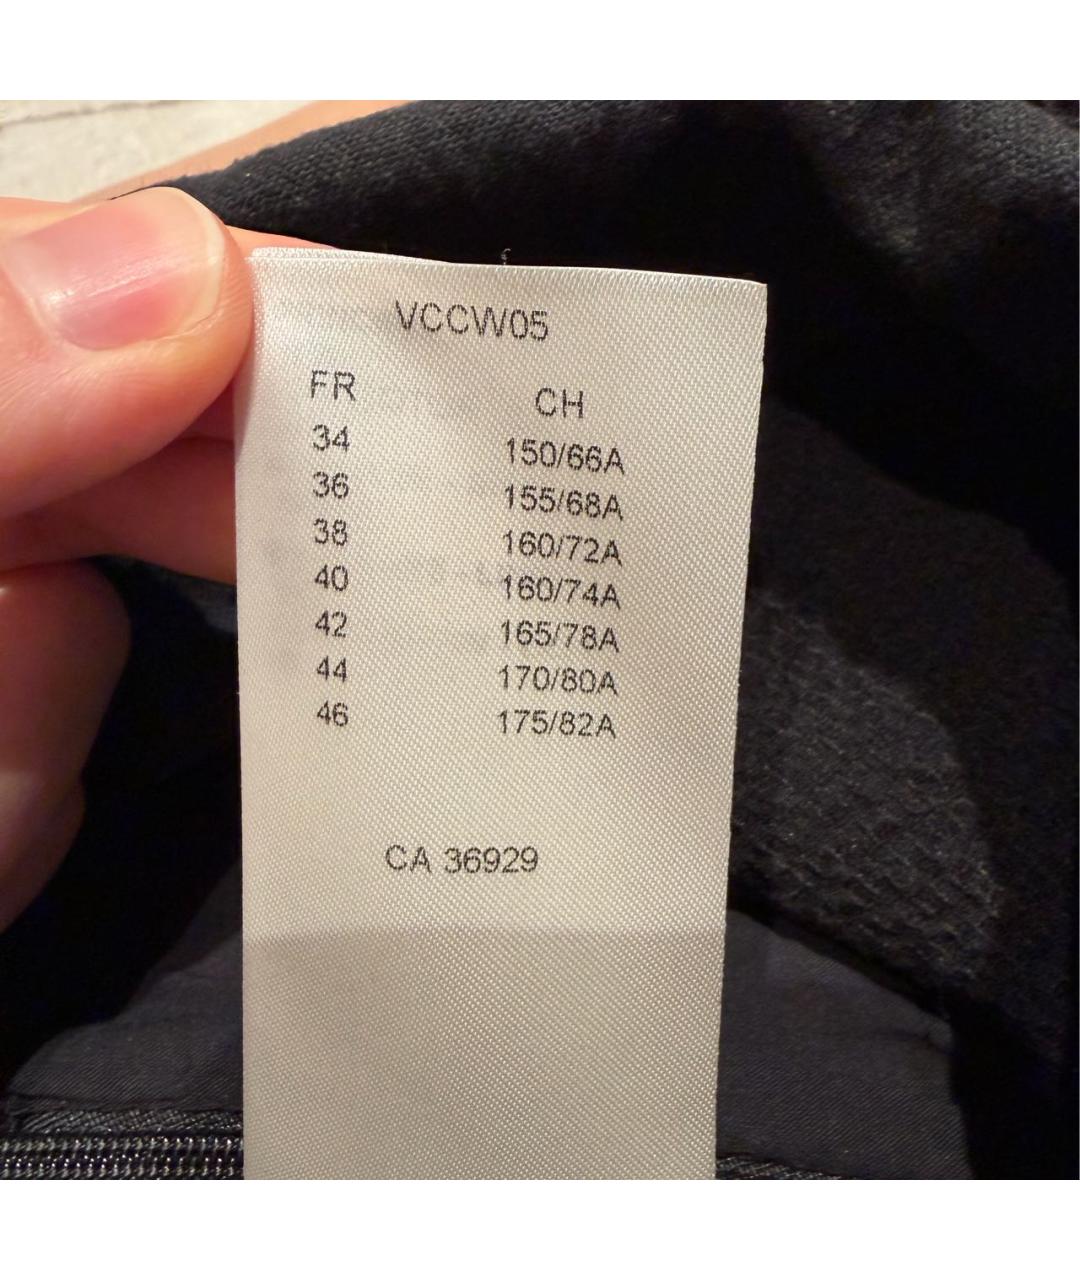 VCCW05
FR CH
34 150/66A
36 155/68A
38 160/72A
40 160/74A
42 165/78A
44 170/80A
46 175/82A
CA 36929